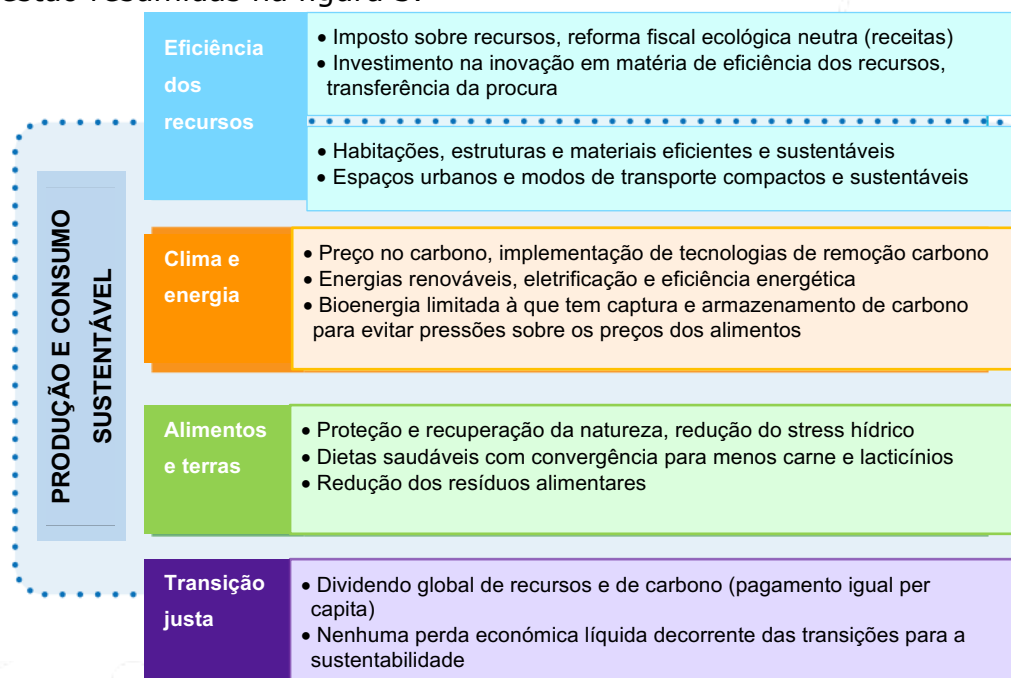 estão resumidas na figura 3.
Eficiência
dos
recursos
• Imposto sobre recursos, reforma fiscal ecológica neutra (receitas)
• Investimento na inovação em matéria de eficiência dos recursos,
transferência da procura
• Habitações, estruturas e materiais eficientes e sustentáveis
• Espaços urbanos e modos de transporte compactos e sustentáveis
PRODUÇÃO E CONSUMO
SUSTENTÁVEL
Clima e
energia
• Preço no carbono, implementação de tecnologias de remoção carbono
• Energias renováveis, eletrificação e eficiência energética
• Bioenergia limitada à que tem captura e armazenamento de carbono
para evitar pressões sobre os preços dos alimentos
Alimentos
e terras
• Proteção e recuperação da natureza, redução do stress hídrico
• Dietas saudáveis com convergência para menos carne e lacticínios
• Redução dos resíduos alimentares
Transição
justa
• Dividendo global de recursos e de carbono (pagamento igual per
capita)
• Nenhuma perda económica líquida decorrente das transições para a
sustentabilidade